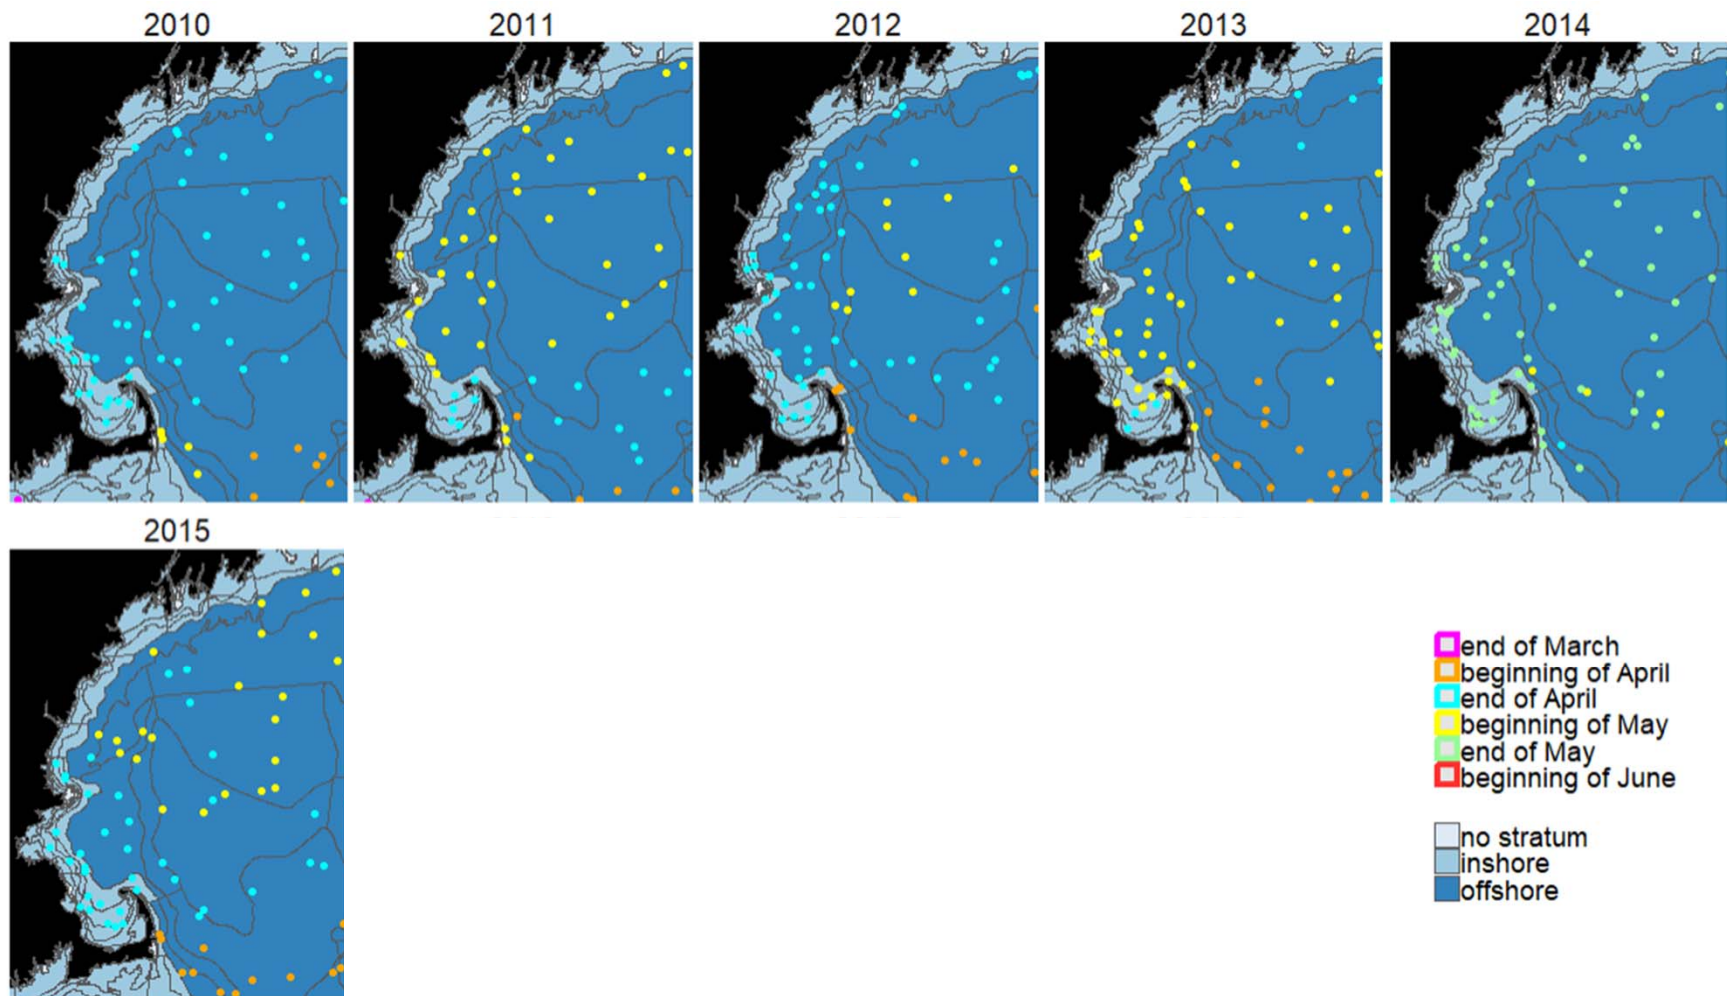 2010
2011
2012
2013
2014
2015
end of March
beginning of April
end of April
beginning of May
end of May
beginning of June
no stratum
inshore
offshore